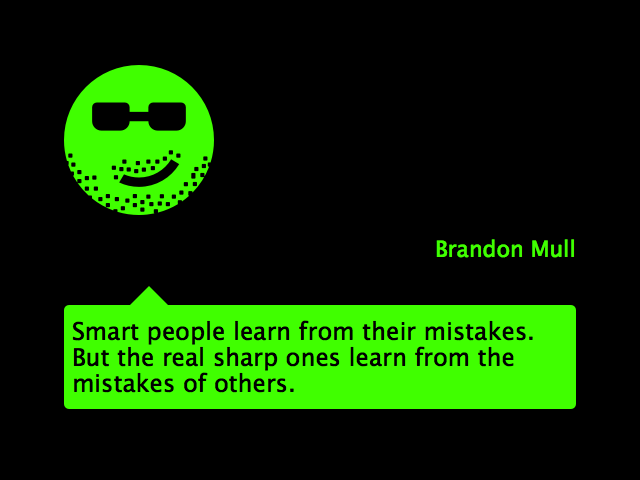 Brandon Mull
Smart people learn from their mistakes.
But the real sharp ones learn from the
mistakes of others.